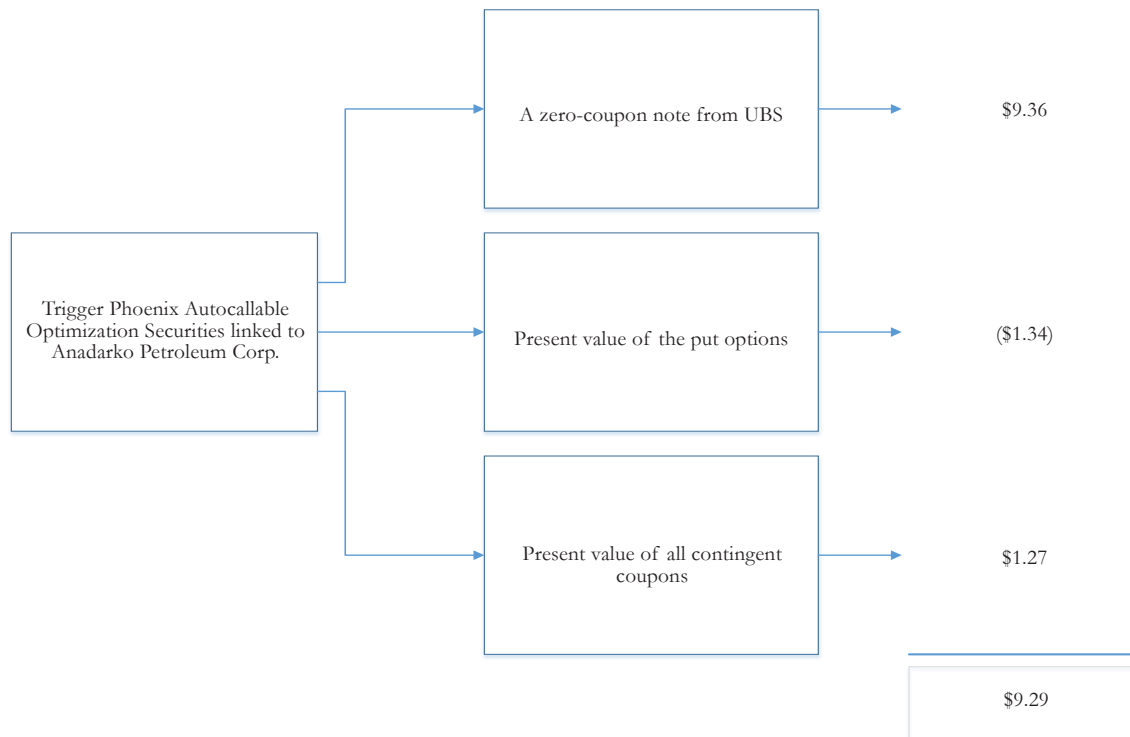 A zero-coupon note from UBS
$9.36
Trigger Phoenix Autocallable
Optimization Securities linked to
Anadarko Petroleum Corp.
Present value of the put options
($1.34)
Present value of all contingent
coupons
$1.27
$9.29